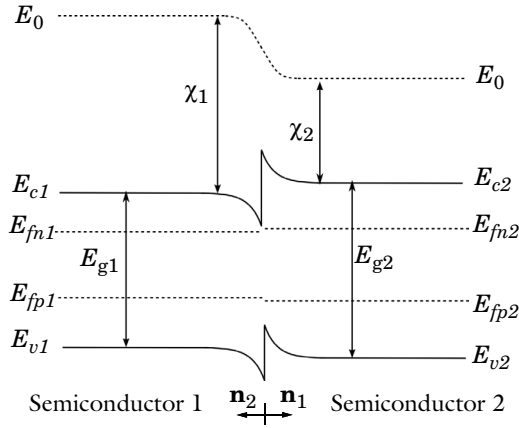 E0
E0
χ1
χ2
Ec1
Ec2
Efn1
Efn2
Eg1
Eg2
Efp1
Efp2
Ev1
Ev2
Semiconductor 1
n2
n1
Semiconductor 2